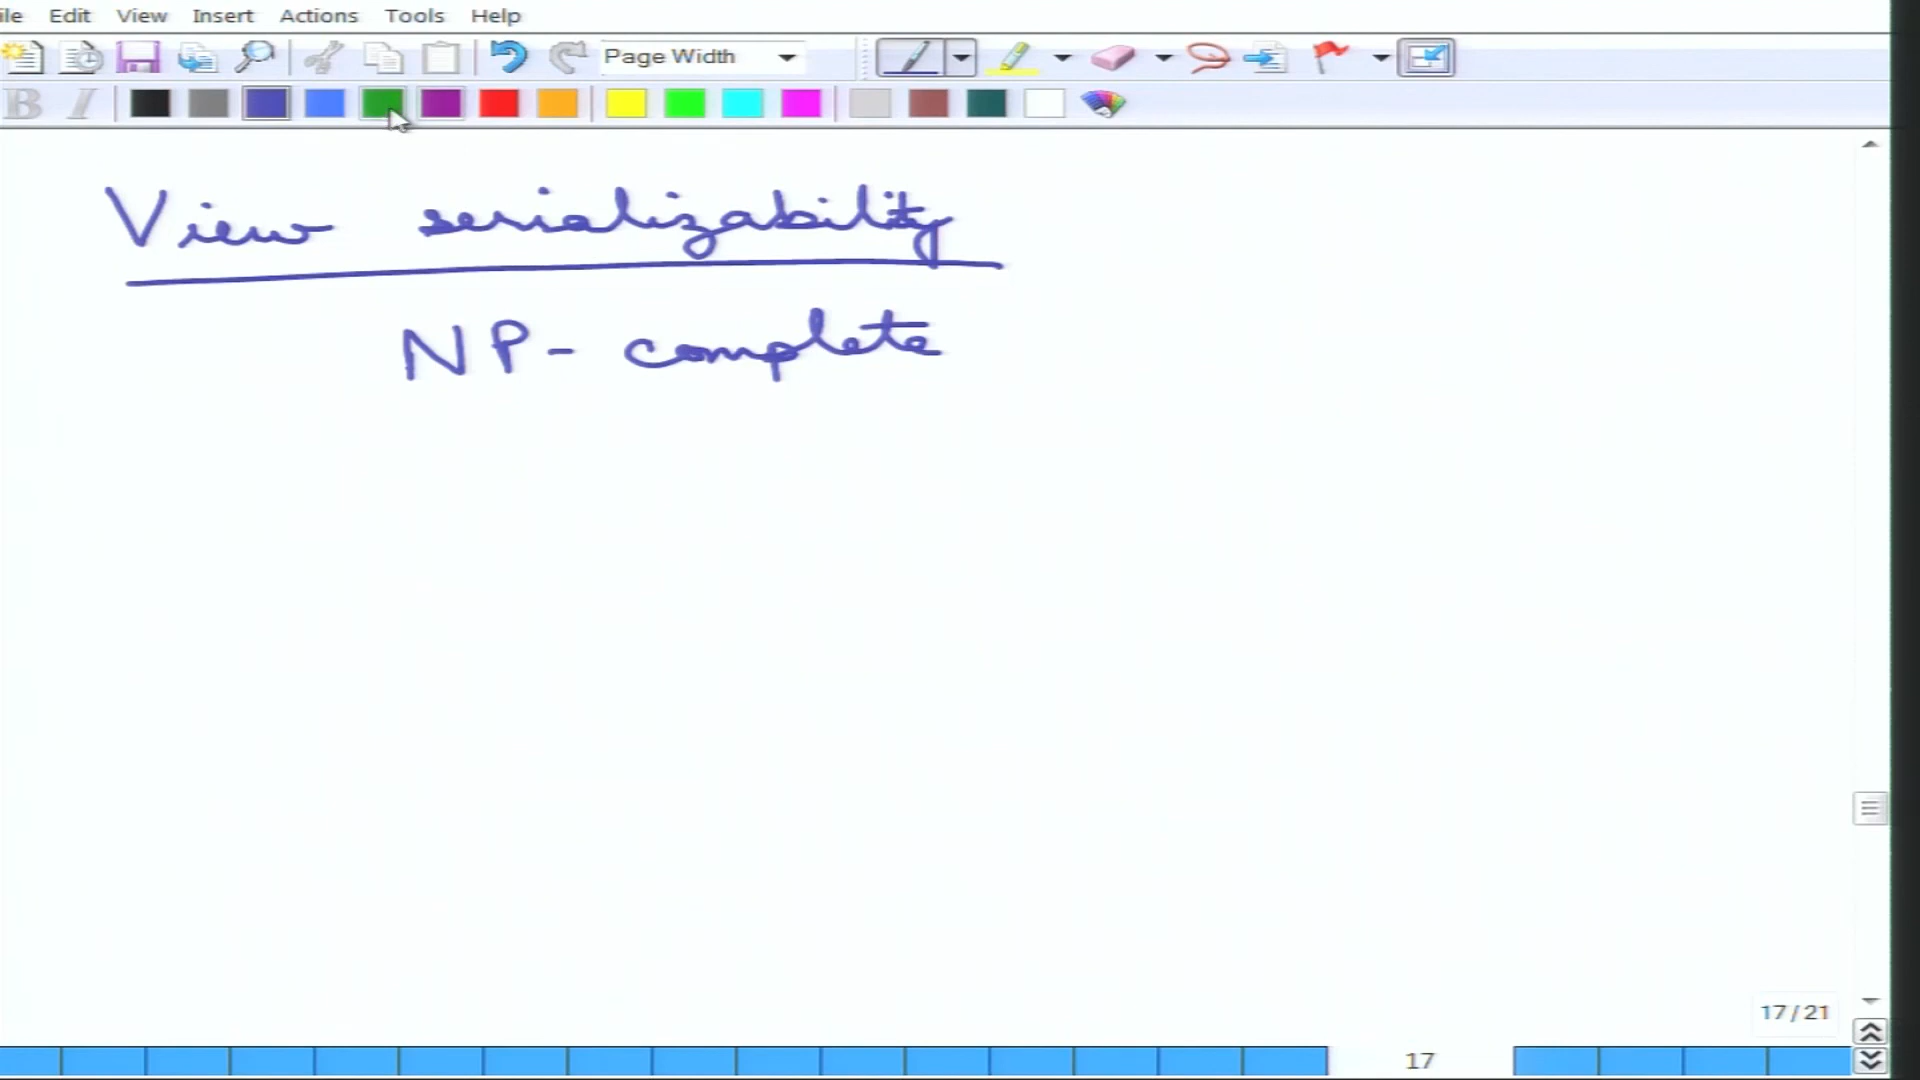 ile Edit View Insert Actions Tools Help
Page Width
B I
View serializability
NP- complete
17/21
17